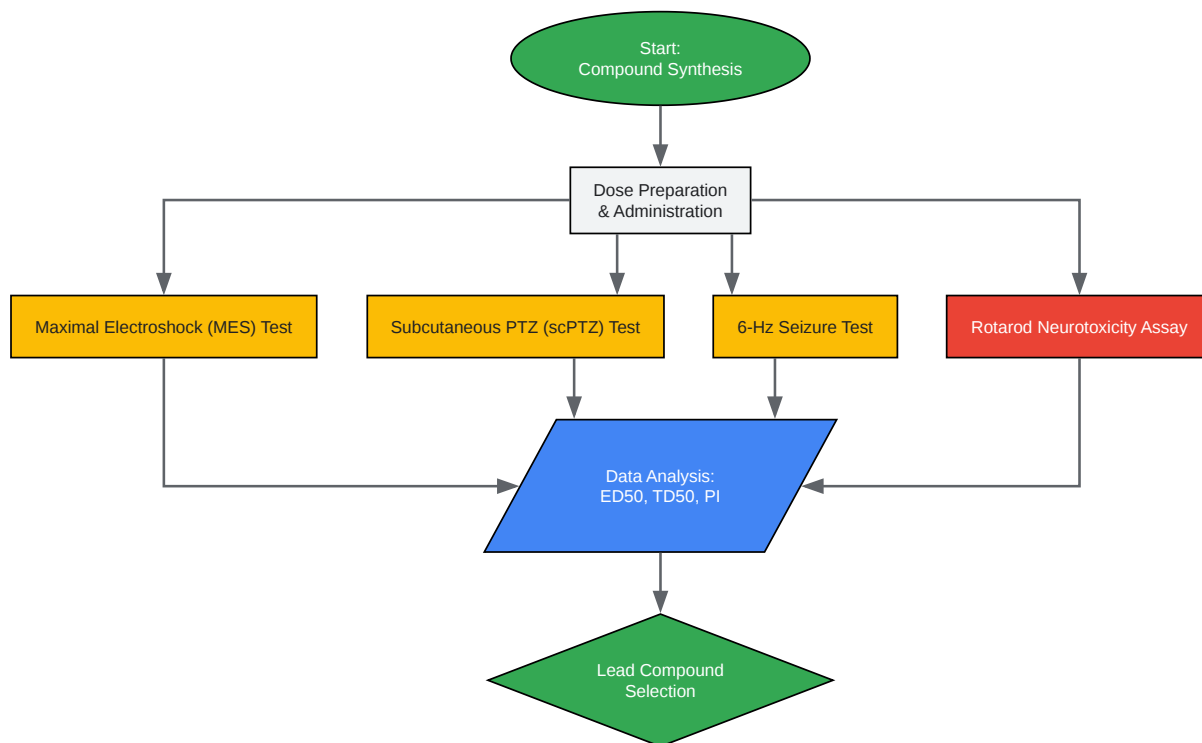 Start:
Compound Synthesis
Dose Preparation
& Administration
Maximal Electroshock (MES) Test
Subcutaneous PTZ (scPTZ) Test
6-Hz Seizure Test
Rotarod Neurotoxicity Assay
Data Analysis:
ED50, TD50, PI
Lead Compound
Selection